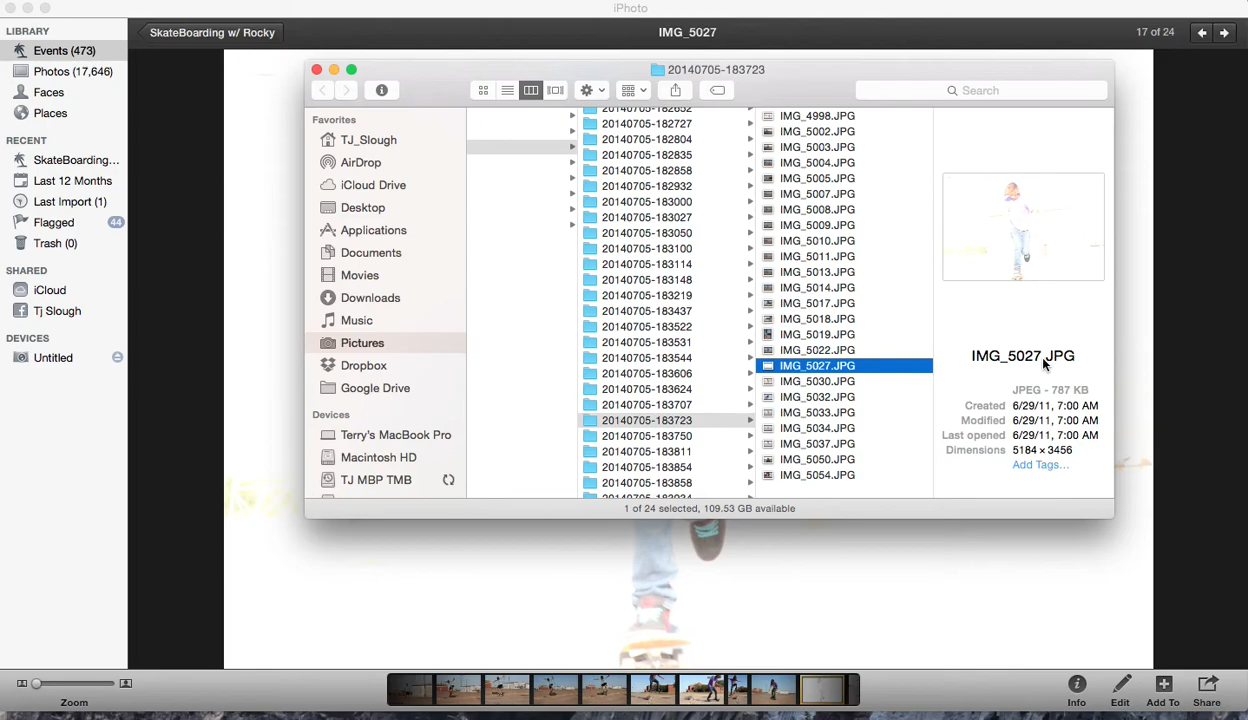 iPhoto
LIBRARY
Events (473)
Photos (17,646)
Faces
Places
RECENT
SkateBoarding...
Last 12 Months
Last Import (1)
Flagged
44
Trash (0)
SHARED
iCloud
Tj Slough
DEVICES
Untitled
SkateBoarding w/ Rocky
IMG_5027
17 of 24
20140705-183723
Search
Favorites
TJ_Slough
AirDrop
iCloud Drive
Desktop
Applications
Documents
Movies
Downloads
Music
Pictures
Dropbox
Google Drive
Devices
Terry's MacBook Pro
Macintosh HD
TJ MBP TMB
20140705-182652
20140705-182727
20140705-182804
20140705-182835
20140705-182858
20140705-182932
20140705-183000
20140705-183027
20140705-183050
20140705-183100
20140705-183114
20140705-183148
20140705-183219
20140705-183437
20140705-183522
20140705-183531
20140705-183544
20140705-183606
20140705-183624
20140705-183707
20140705-183723
20140705-183750
20140705-183811
20140705-183854
20140705-183858
20140705-183934
IMG_4998.JPG
IMG_5002.JPG
IMG_5003.JPG
IMG_5004.JPG
IMG_5005.JPG
IMG_5007.JPG
IMG_5008.JPG
IMG_5009.JPG
IMG_5010.JPG
IMG_5011.JPG
IMG_5013.JPG
IMG_5014.JPG
IMG_5017.JPG
IMG_5018.JPG
IMG_5019.JPG
IMG_5022.JPG
IMG_5027.JPG
IMG_5030.JPG
IMG_5032.JPG
IMG_5033.JPG
IMG_5034.JPG
IMG_5037.JPG
IMG_5050.JPG
IMG_5054.JPG
IMG_5027.JPG
JPEG - 787 KB
Created 6/29/11, 7:00 AM
Modified 6/29/11, 7:00 AM
Last opened 6/29/11, 7:00 AM
Dimensions 5184 × 3456
Add Tags...
1 of 24 selected, 109.53 GB available
Zoom
Info
Edit
Add To
Share